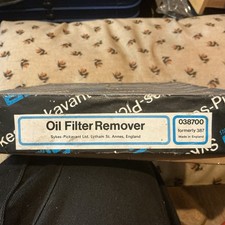 Oil Filter Remover
Sykes-Pickavant Ltd. Lytham St. Annes, England
038700
formerly 387
Made in England